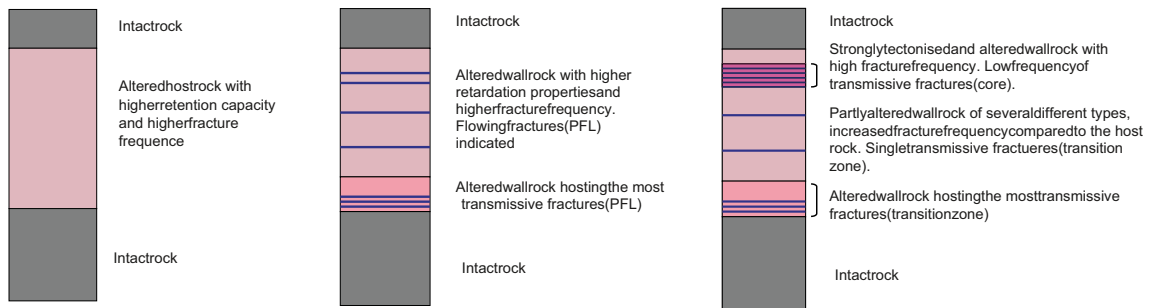 Intactrock
Alteredhostrock with
higherretention capacity
and higherfracture
frequence
Intactrock
Intactrock
Alteredwallrock with higher
retardation propertiesand
higherfracturefrequency.
Flowingfractures(PFL)
indicated
Alteredwallrock hostingthe most
transmissive fractures(PFL)
Intactrock
Intactrock
Stronglytectonisedand alteredwallrock with
high fracturefrequency. Lowfrequencyof
transmissive fractures(core).
Partlyalteredwallrock of severaldifferent types,
increasedfracturefrequencycomparedto the host
rock. Singletransmissive fractueres(transition
zone).
Alteredwallrock hostingthe mosttransmissive
fractures(transitionzone)
Intactrock